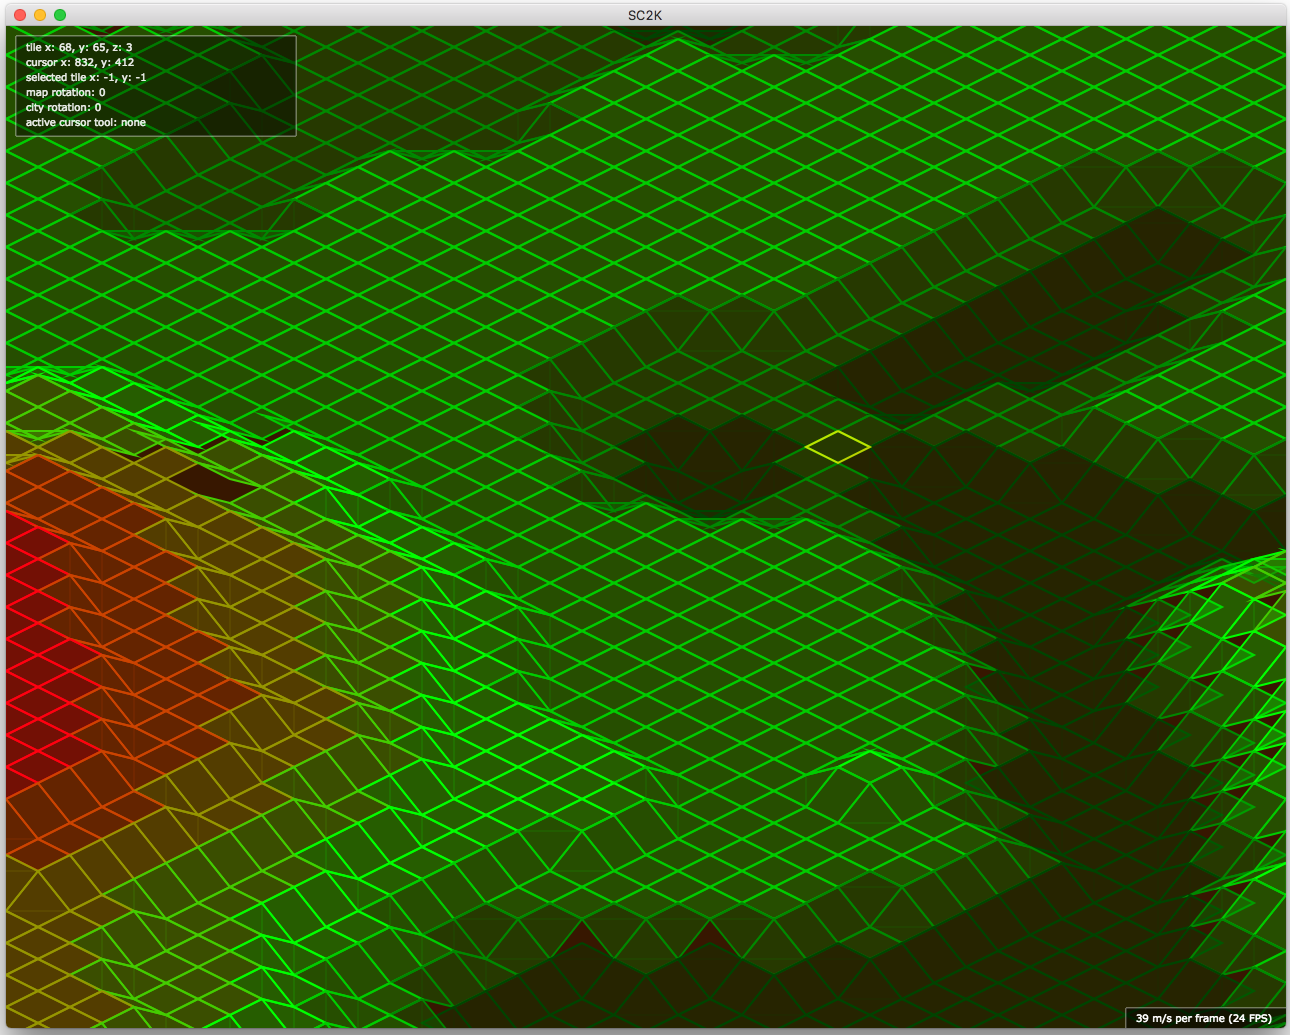 SC2K
tile x: 68, y: 65, z: 3
cursor x: 832, y: 412
selected tile x: -1, y: -1
map rotation: 0
city rotation: 0
active cursor tool: none
39 m/s per frame (24 FPS)